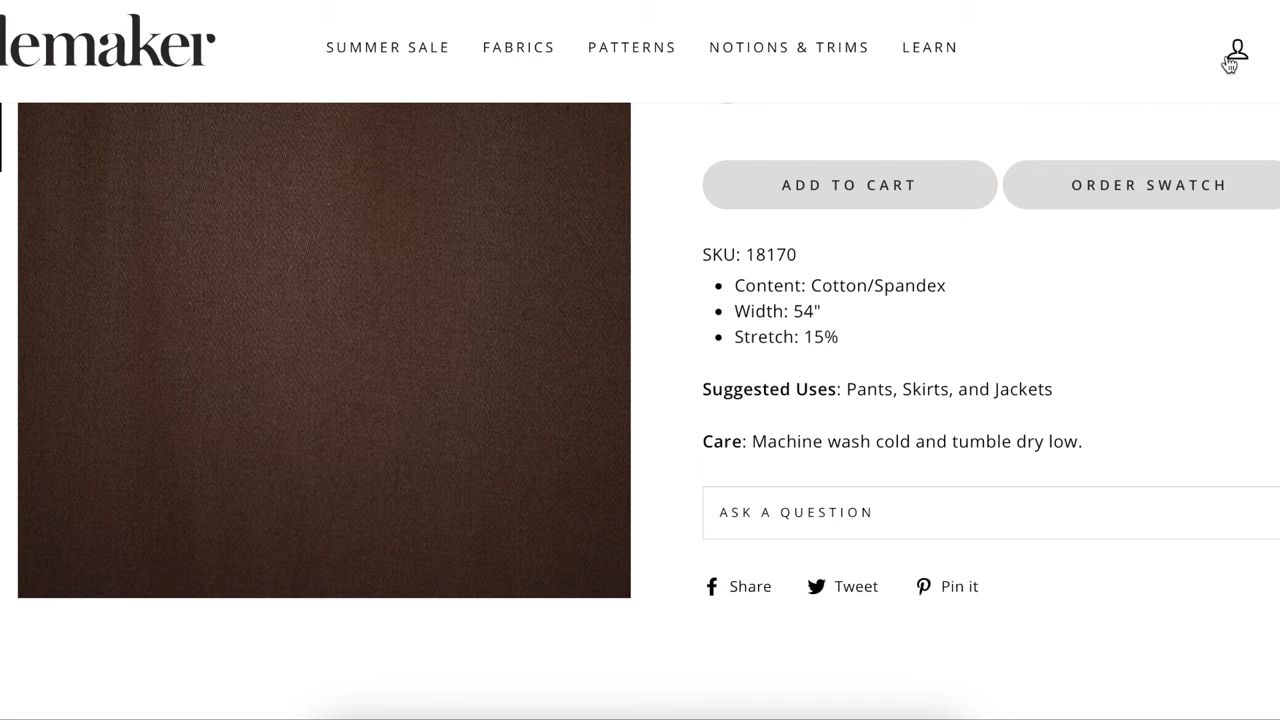 lemaker
SUMMER SALE FABRICS PATTERNS NOTIONS & TRIMS LEARN
ADD TO CART ORDER SWATCH
SKU: 18170
• Content: Cotton/Spandex
• Width: 54"
• Stretch: 15%
Suggested Uses: Pants, Skirts, and Jackets
Care: Machine wash cold and tumble dry low.
ASK A QUESTION
Share Tweet Pin it